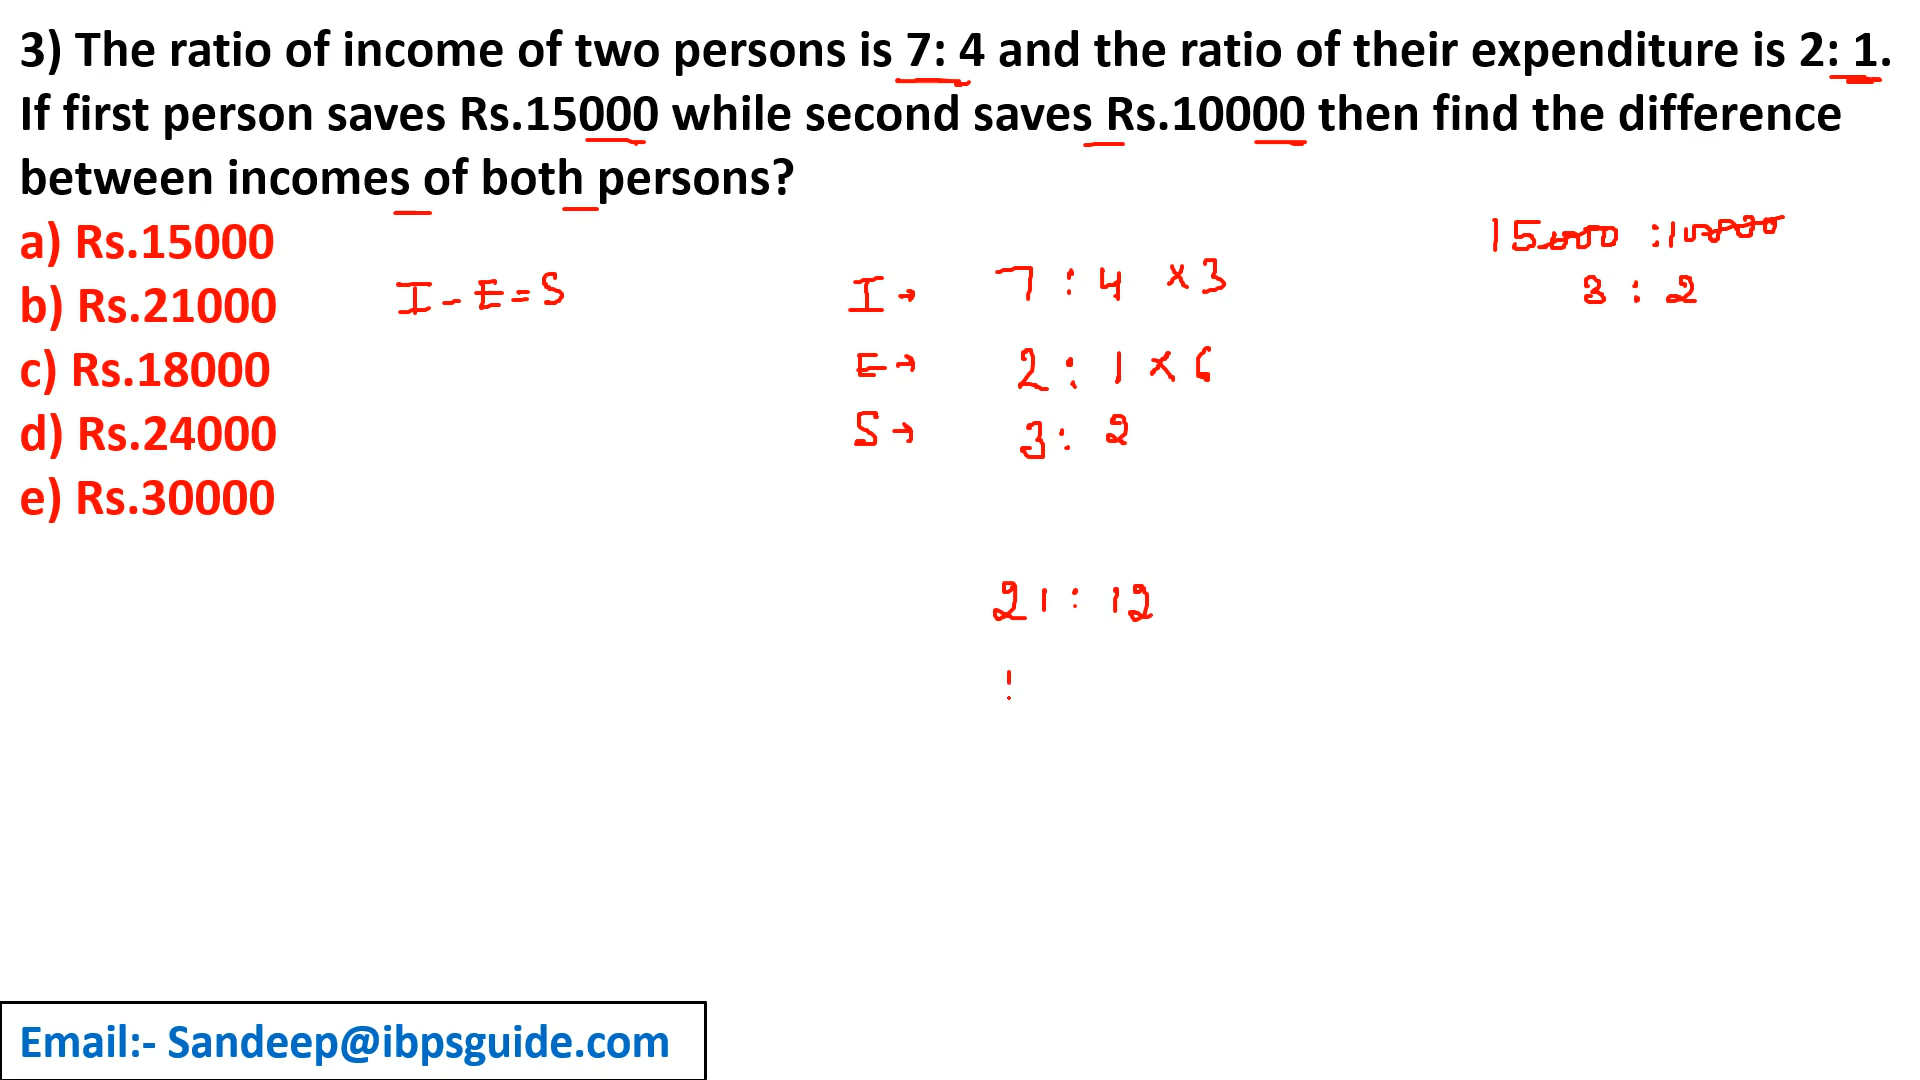 3) The ratio of income of two persons is 7: 4 and the ratio of their expenditure is 2: 1.
If first person saves Rs.15000 while second saves Rs.10000 then find the difference
between incomes of both persons?
a) Rs.15000
b) Rs.21000
c) Rs.18000
d) Rs.24000
e) Rs.30000
I - E = S
I → 7 : 4 × 3
E → 2 : 1 × 6
S → 3 : 2
21 : 12
15000 : 10000
3 : 2
Email:- Sandeep@ibpsguide.com